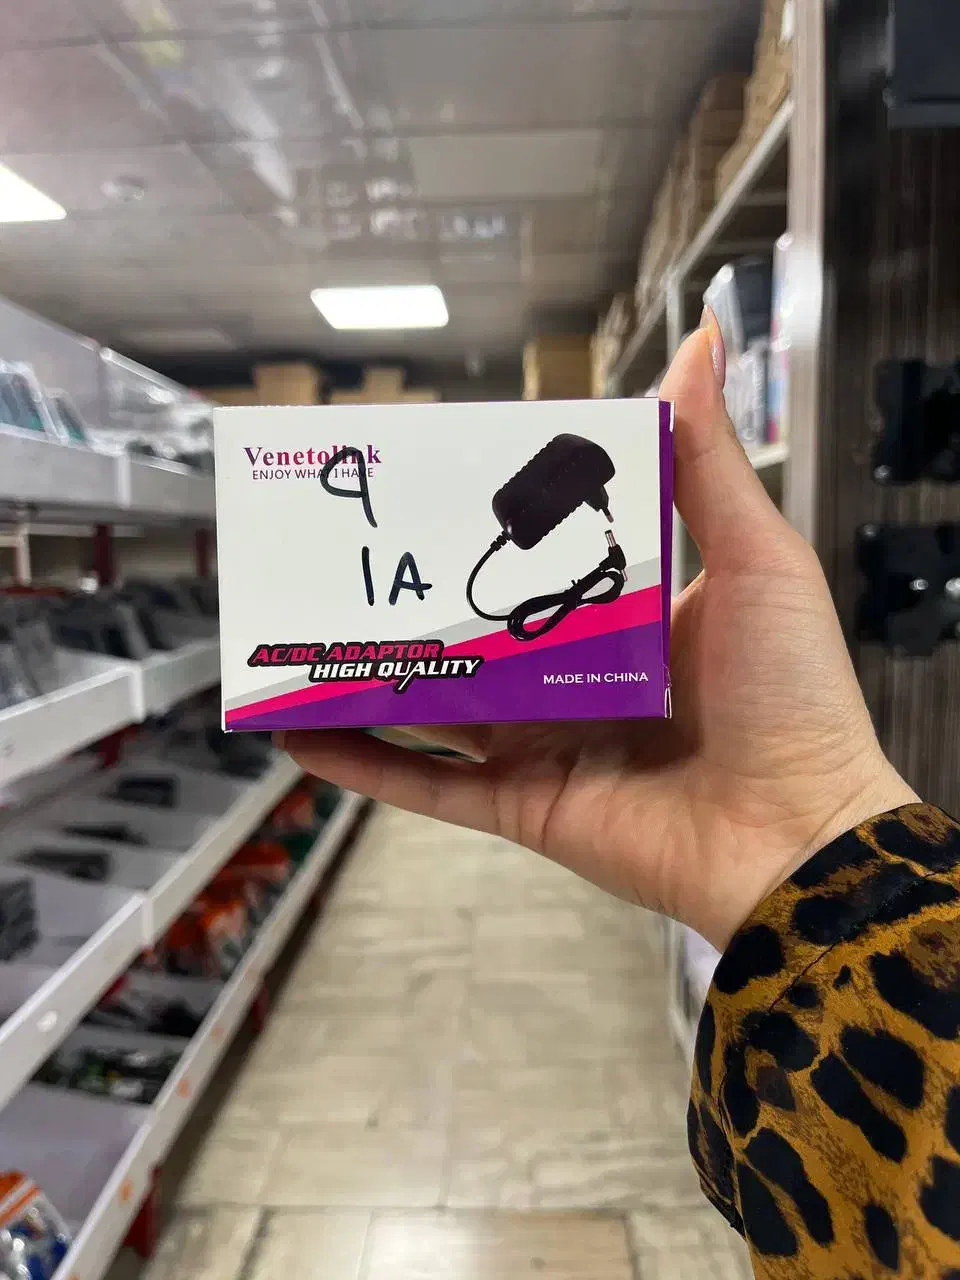 Venetolink
ENJOY WHAT I HAVE
9
1A
AC/DC ADAPTOR
HIGH QUALITY
MADE IN CHINA